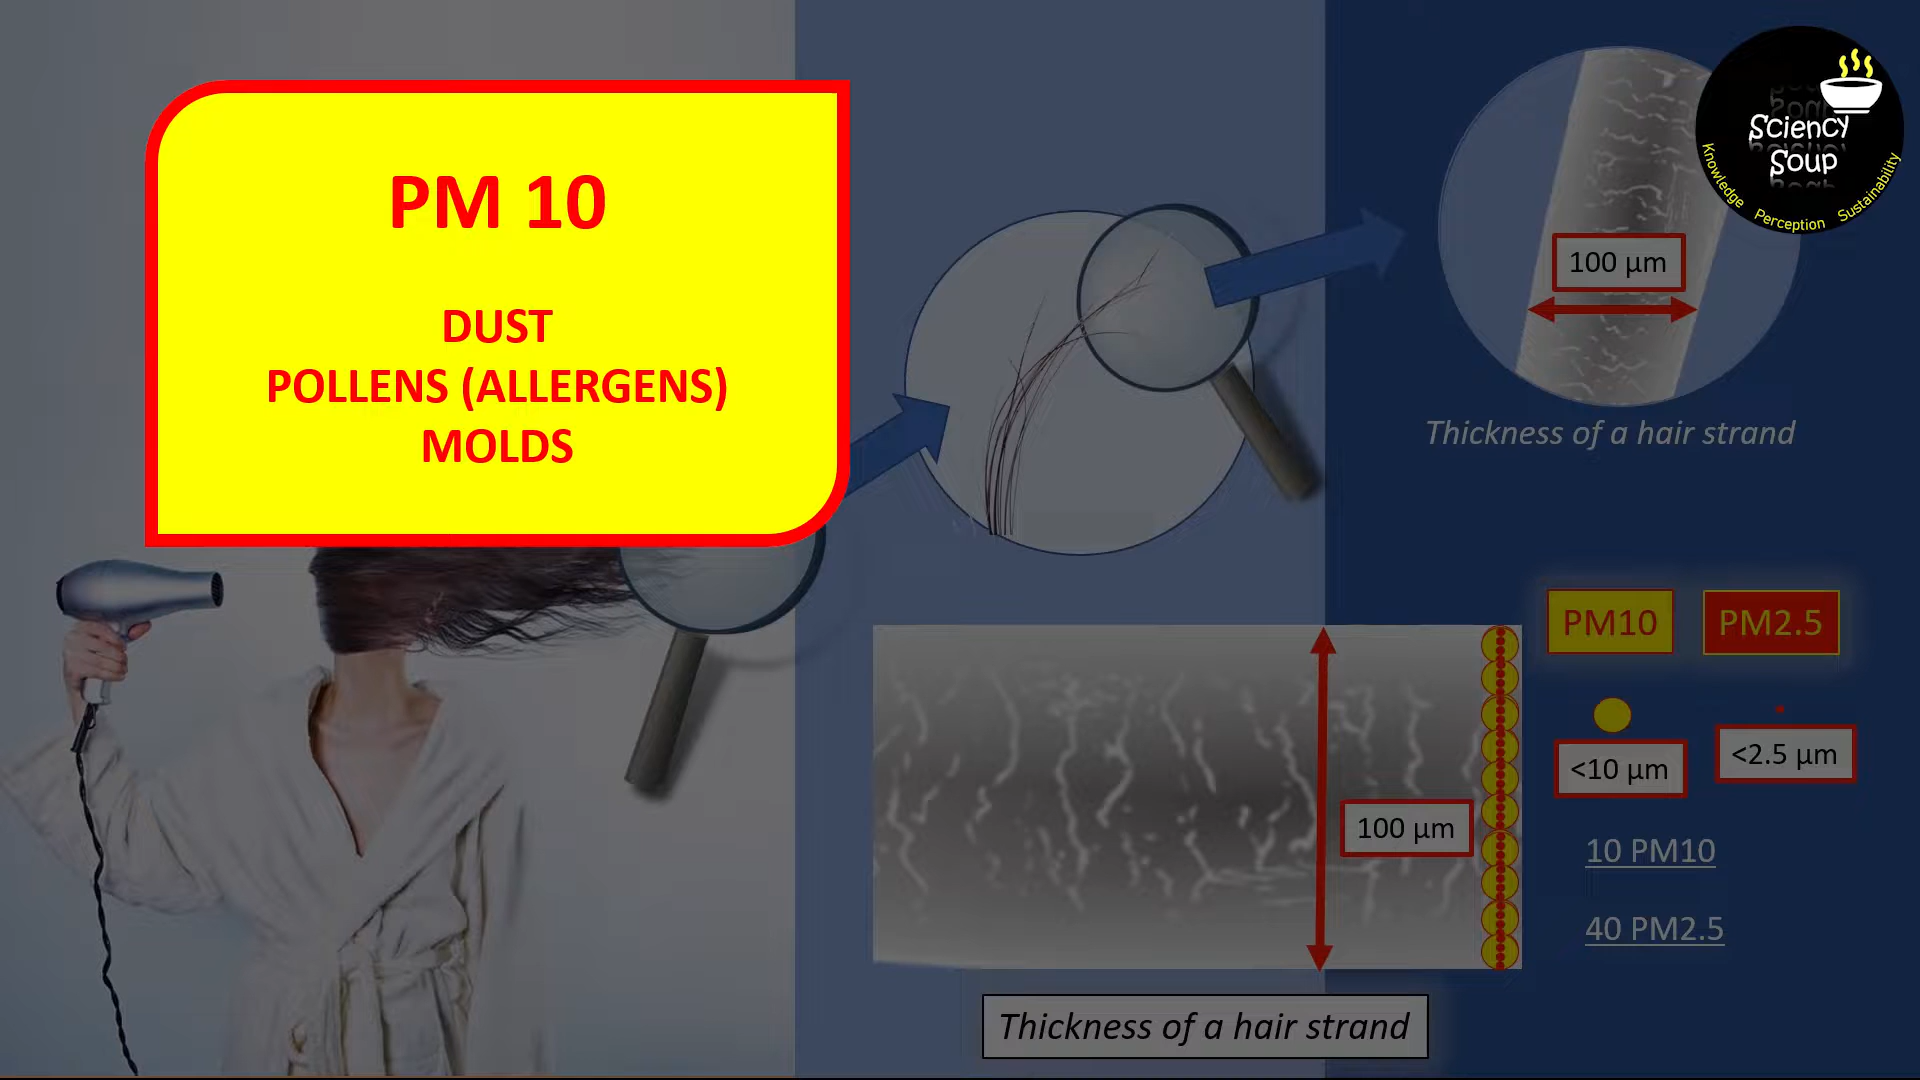 PM 10
DUST
POLLENS (ALLERGENS)
MOLDS
Sciency
Soup
Knowledge Perception Sustainability
100 µm
Thickness of a hair strand
PM10 PM2.5
<10 µm <2.5 µm
100 µm
10 PM10
40 PM2.5
Thickness of a hair strand